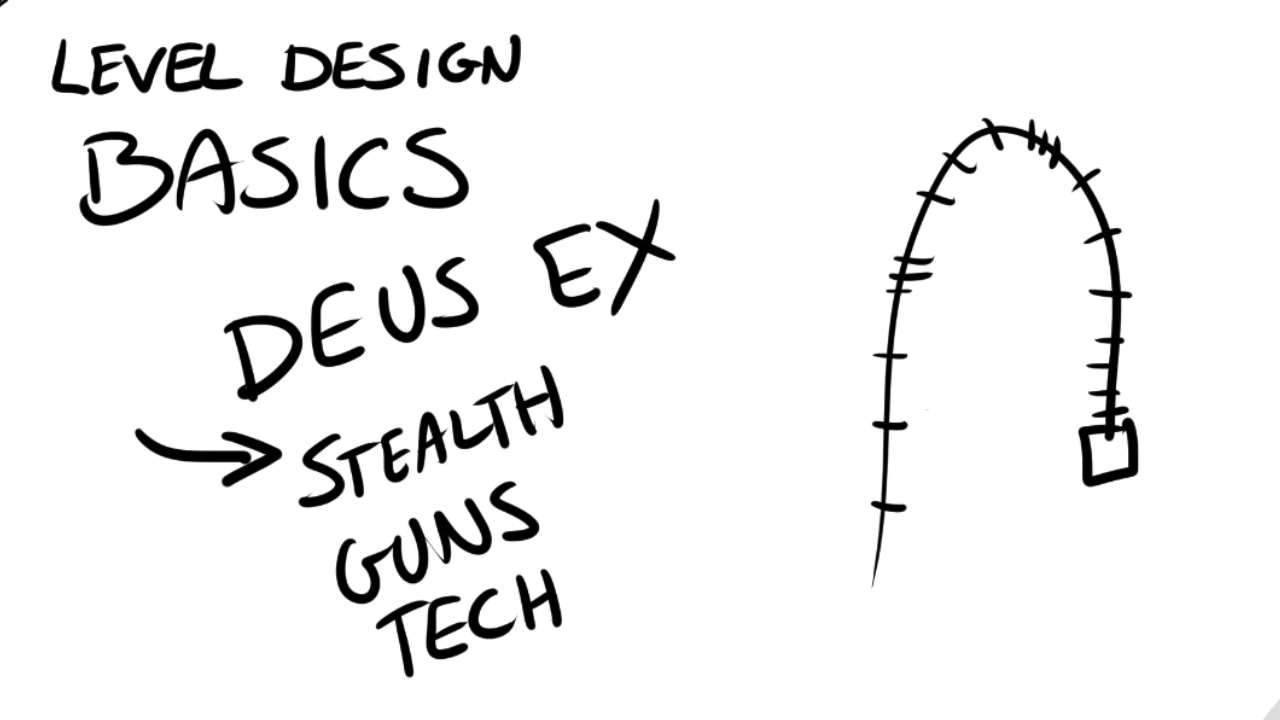 LEVEL DESIGN
BASICS
DEUS EX
STEALTH
GUNS
TECH